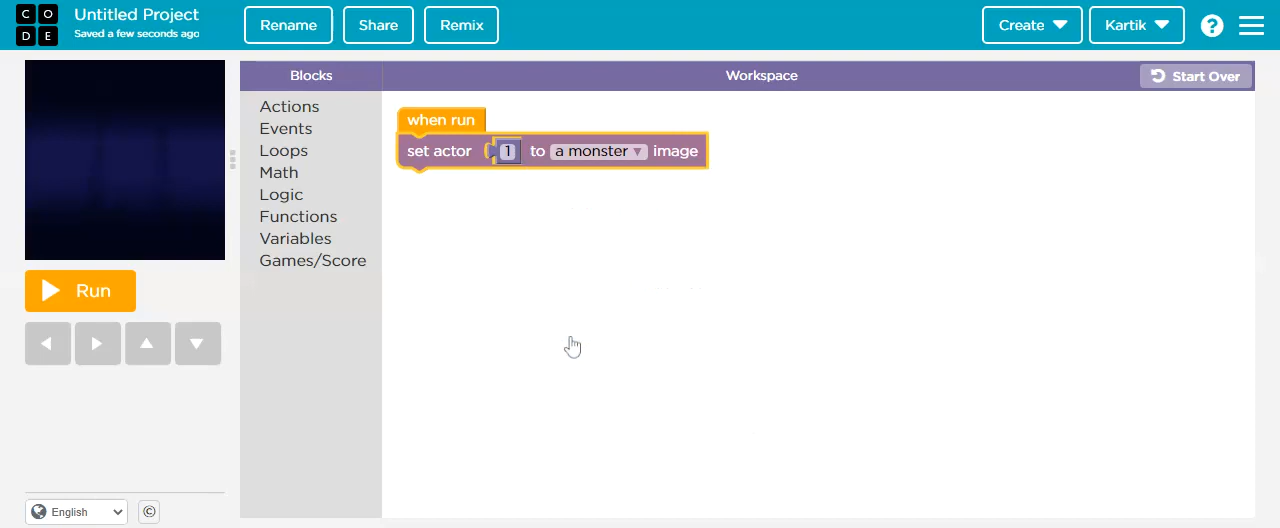 C O
D E
Untitled Project
Saved a few seconds ago
Rename
Share
Remix
Create
Kartik
?
Blocks
Workspace
Start Over
Actions
Events
Loops
Math
Logic
Functions
Variables
Games/Score
when run
set actor 1 to a monster image
Run
English
©